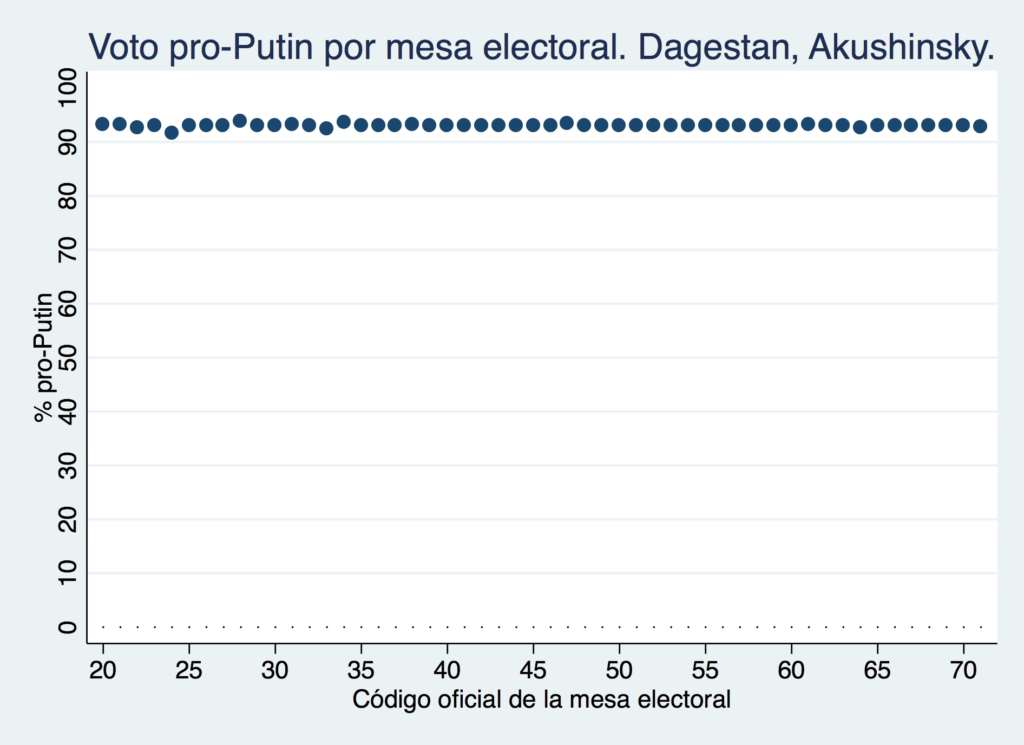 Voto pro-Putin por mesa electoral. Dagestan, Akushinsky.
% pro-Putin
100
90
80
70
60
50
40
30
20
10
0
20 25 30 35 40 45 50 55 60 65 70
Código oficial de la mesa electoral